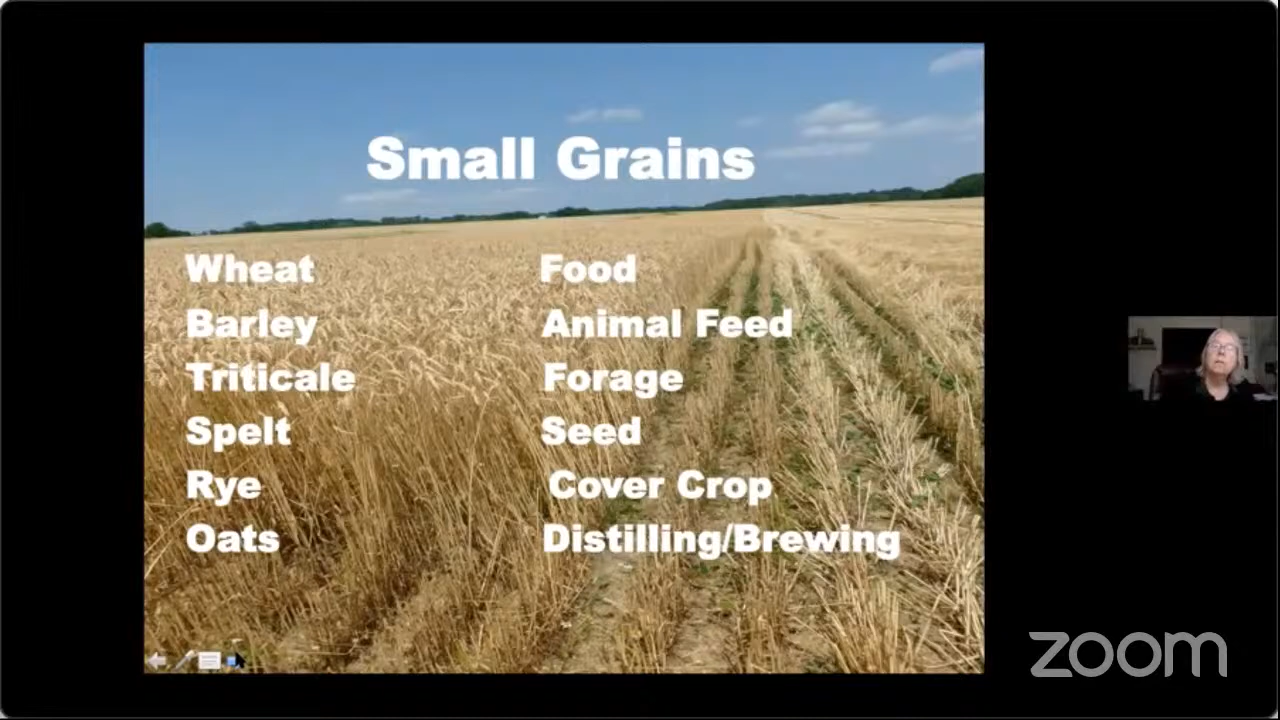 Small Grains
Wheat
Barley
Triticale
Spelt
Rye
Oats
Food
Animal Feed
Forage
Seed
Cover Crop
Distilling/Brewing
zoom